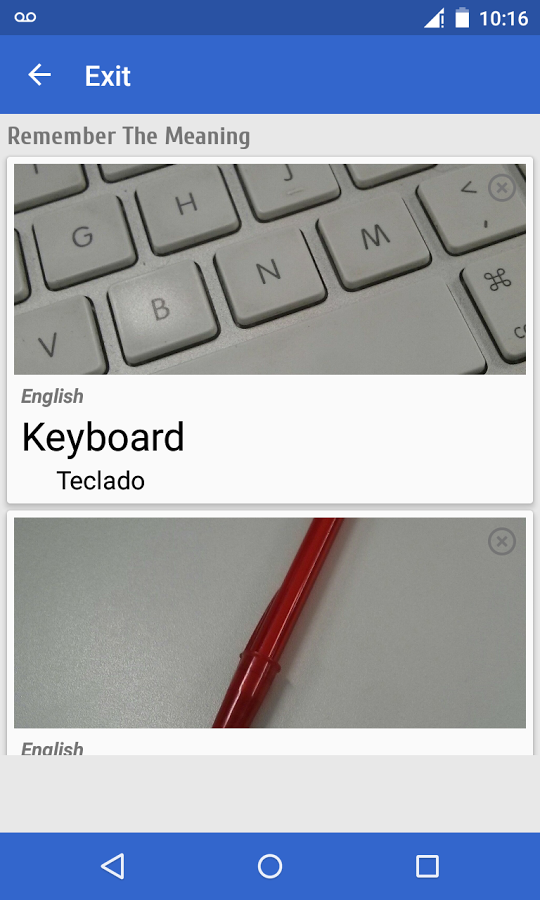 10:16
Exit
Remember The Meaning
J
<
G
H
N
M
,
V
B
⌘
English
Keyboard
Teclado
English